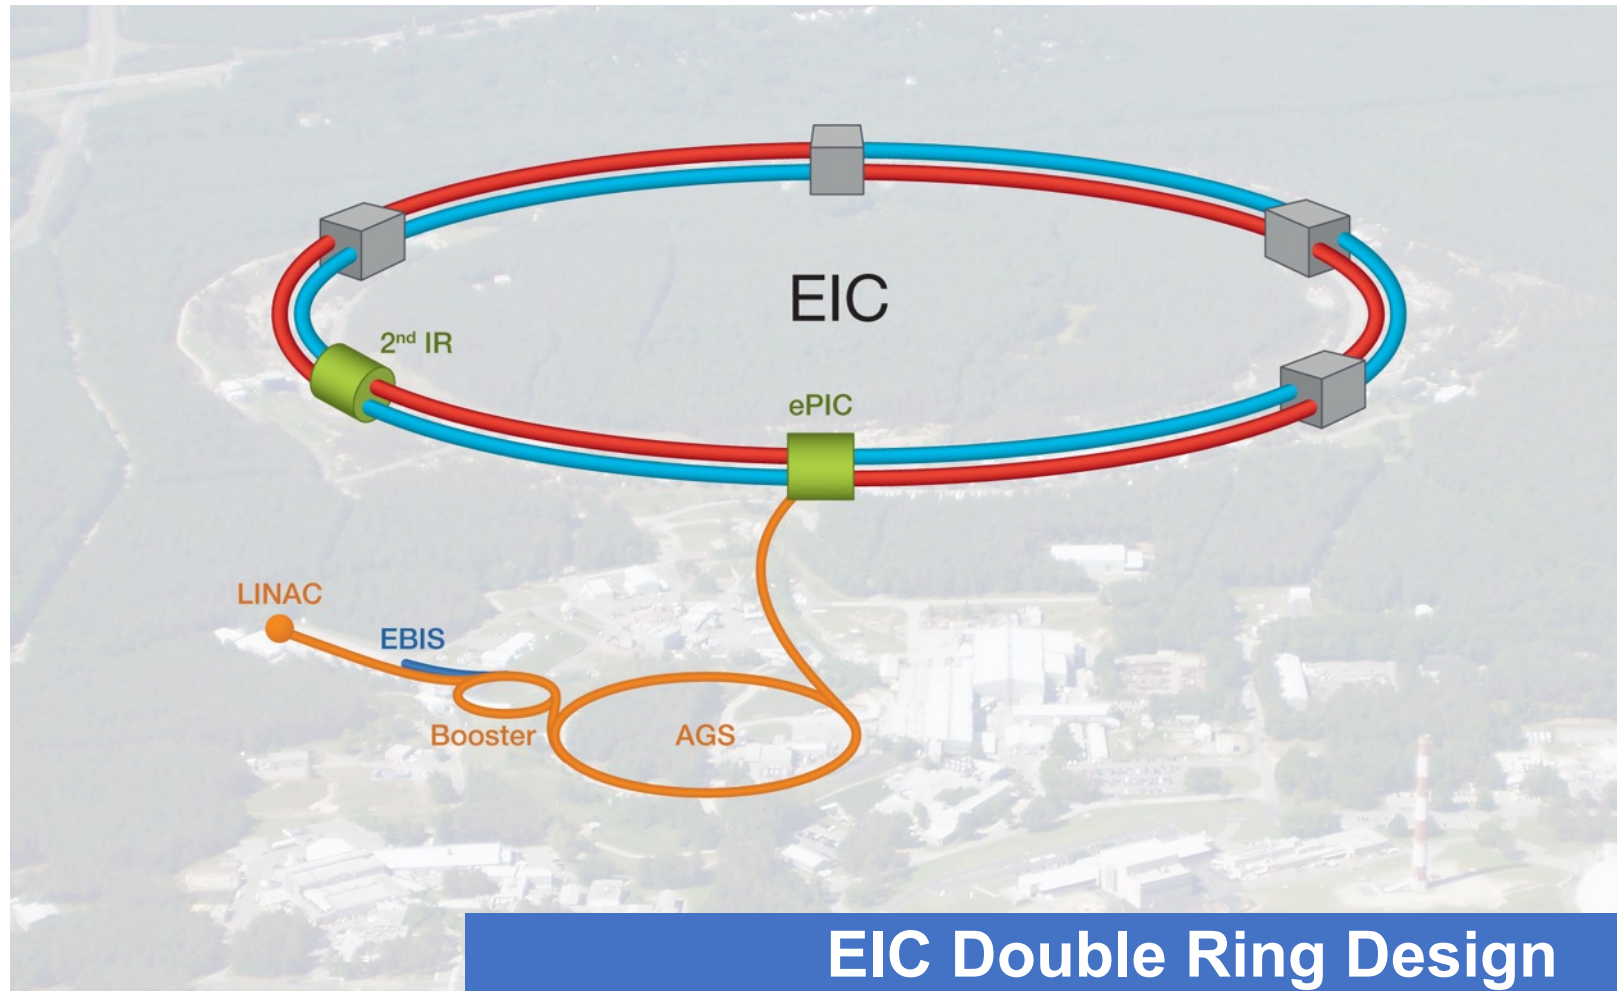 EIC
2nd IR
ePIC
LINAC
EBIS
Booster
AGS
EIC Double Ring Design